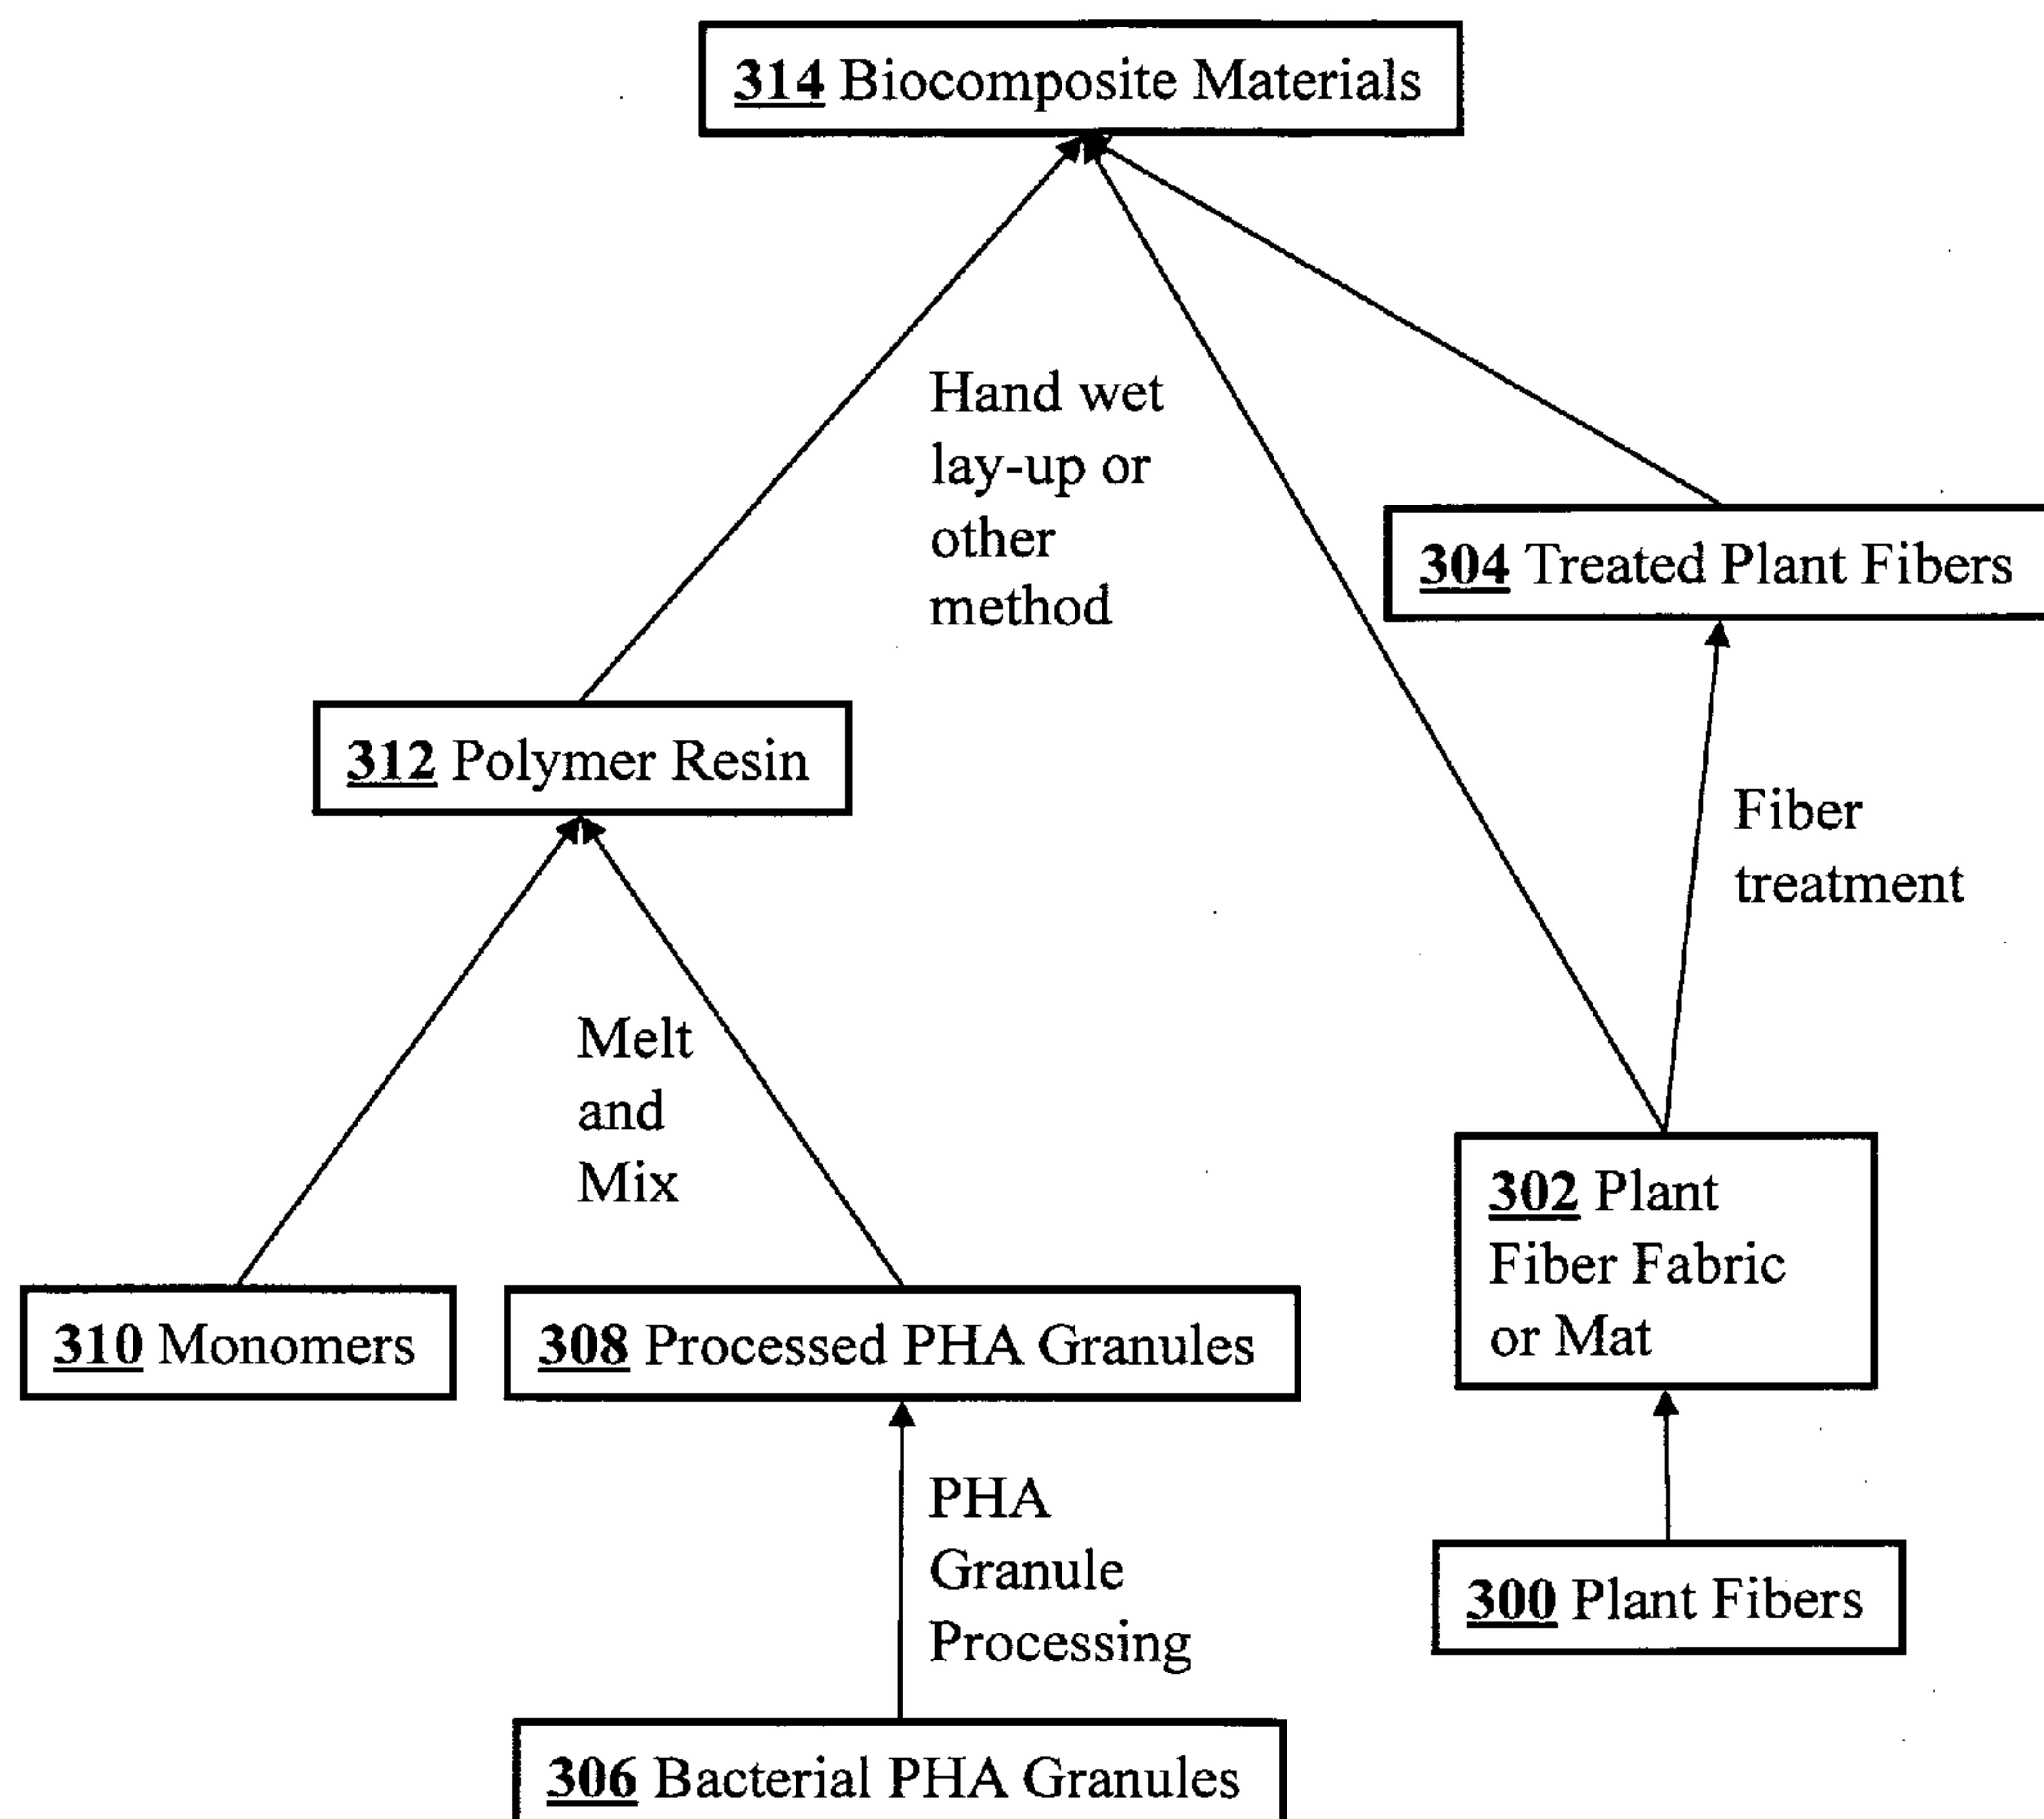 314 Biocomposite Materials
Hand wet
lay-up or
other
method
304 Treated Plant Fibers
312 Polymer Resin
Fiber
treatment
Melt
and
Mix
302 Plant
Fiber Fabric
or Mat
310 Monomers
308 Processed PHA Granules
PHA
Granule
Processing
300 Plant Fibers
306 Bacterial PHA Granules